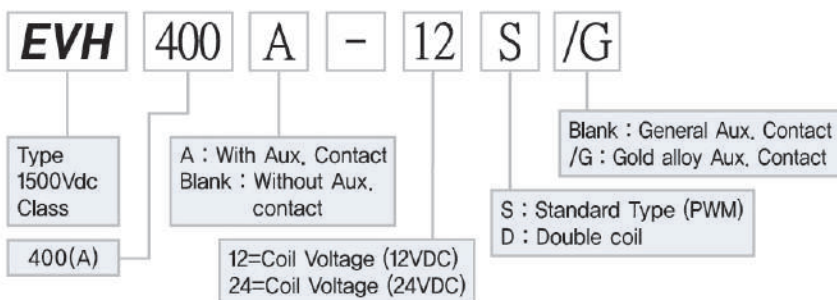 EVH 400 A - 12 S /G
Type
1500Vdc
Class
400(A)
A : With Aux. Contact
Blank : Without Aux.
contact
12=Coil Voltage (12VDC)
24=Coil Voltage (24VDC)
S : Standard Type (PWM)
D : Double coil
Blank : General Aux. Contact
/G : Gold alloy Aux. Contact